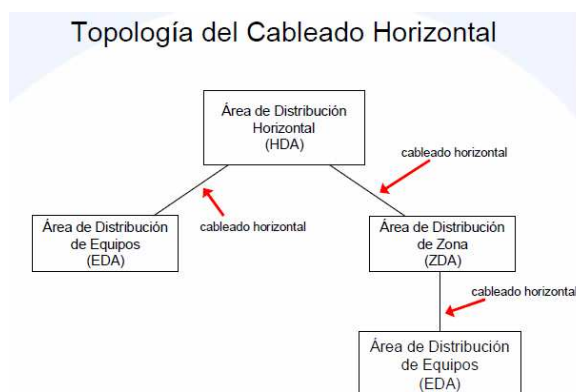 Topología del Cableado Horizontal
Área de Distribución
Horizontal
(HDA)
cableado horizontal
Área de Distribución
de Equipos
(EDA)
cableado horizontal
Área de Distribución
de Zona
(ZDA)
cableado horizontal
Área de Distribución
de Equipos
(EDA)